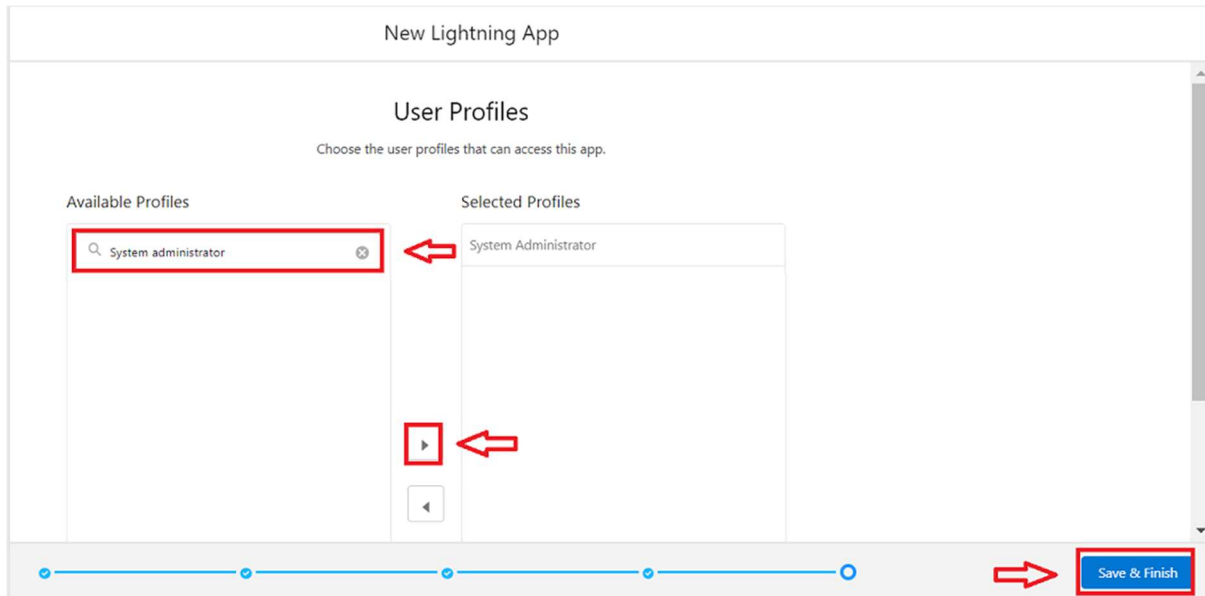 New Lightning App
User Profiles
Choose the user profiles that can access this app.
Available Profiles
Selected Profiles
System administrator
System Administrator
Save & Finish